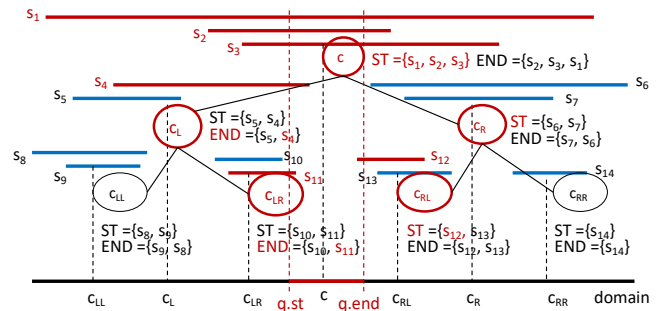 s1
s2
s3
c
ST ={s1, s2, s3} END ={s2, s3, s1}
s4
s6
s5
s7
cL
ST ={s5, s4}
END ={s5, s4}
cR
ST ={s6, s7}
END ={s7, s6}
s8
s10
s12
s9
s11
s13
s14
cLL
cLR
cRL
cRR
ST ={s8, s9}
END ={s9, s8}
ST ={s10, s11}
END ={s10, s11}
ST ={s12, s13}
END ={s12, s13}
ST ={s14}
END ={s14}
cLL cL cLR q.st c q.end cRL cR cRR domain